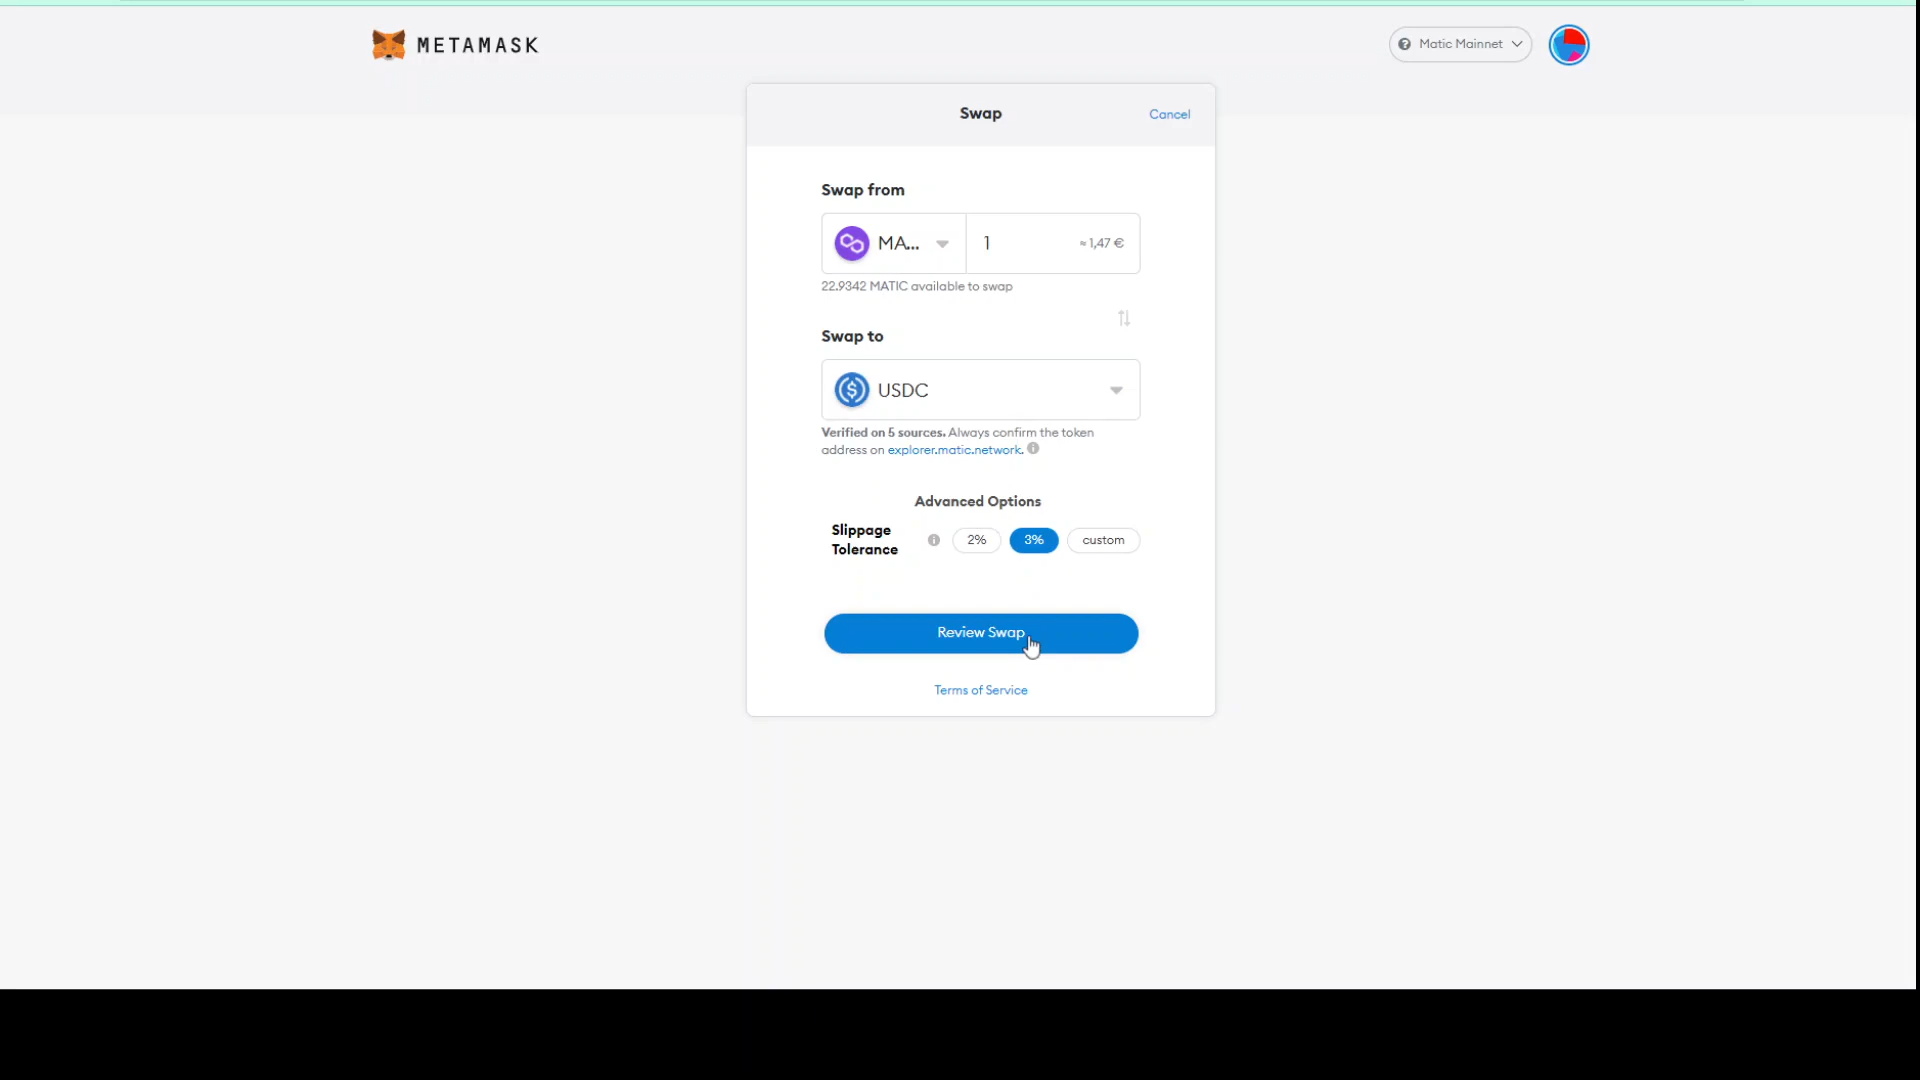 METAMASK
Matic Mainnet
Swap
Cancel
Swap from
MA...
1
≈ 1,47 €
22.9342 MATIC available to swap
Swap to
USDC
Verified on 5 sources. Always confirm the token
address on explorer.matic.network.
Advanced Options
Slippage
Tolerance
2%
3%
custom
Review Swap
Terms of Service